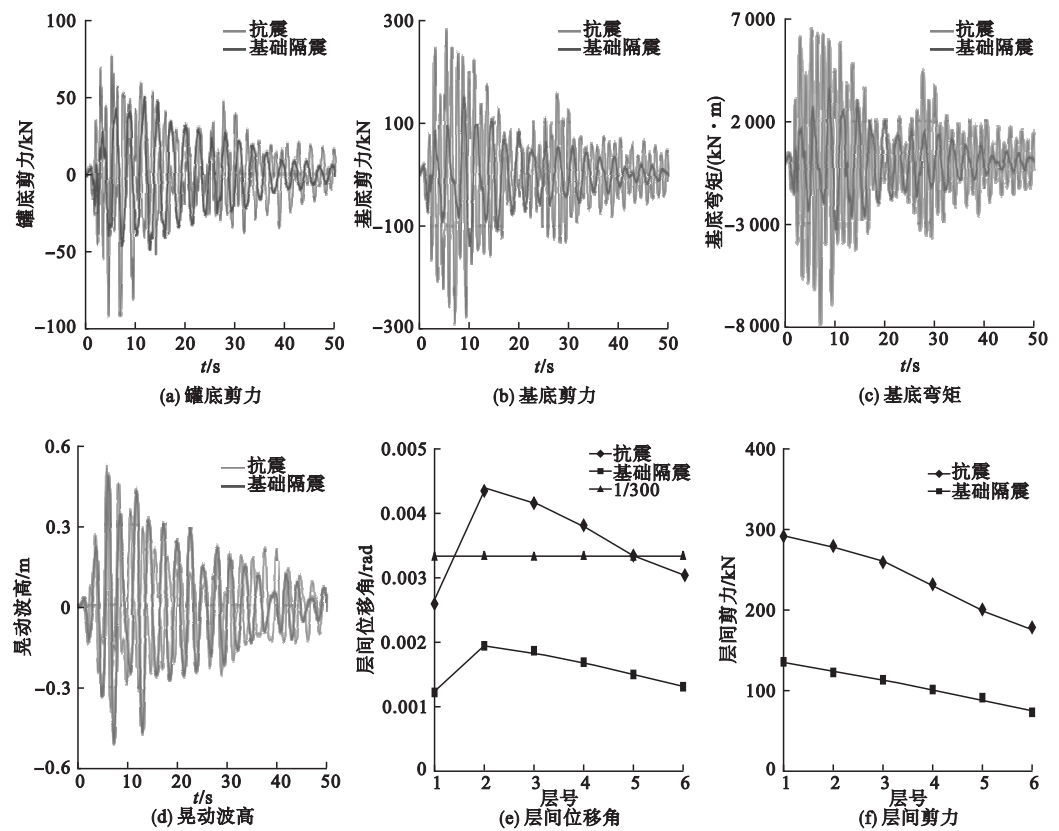 100
50
0
−50
−100
罐底剪力/kN
抗震
基础隔震
0 10 20 30 40 50
t/s
(a) 罐底剪力
300
100
−100
−300
基底剪力/kN
抗震
基础隔震
0 10 20 30 40 50
t/s
(b) 基底剪力
7 000
2 000
−3 000
−8 000
基底弯矩/(kN·m)
抗震
基础隔震
0 10 20 30 40 50
t/s
(c) 基底弯矩
0.6
0.3
0
−0.3
−0.6
晃动波高/m
抗震
基础隔震
0 10 20 30 40 50
t/s
(d) 晃动波高
0.005
0.004
0.003
0.002
0.001
0
层间位移角/rad
抗震
基础隔震
1/300
1 2 3 4 5 6
层号
(e) 层间位移角
400
300
200
100
0
层间剪力/kN
抗震
基础隔震
1 2 3 4 5 6
层号
(f) 层间剪力